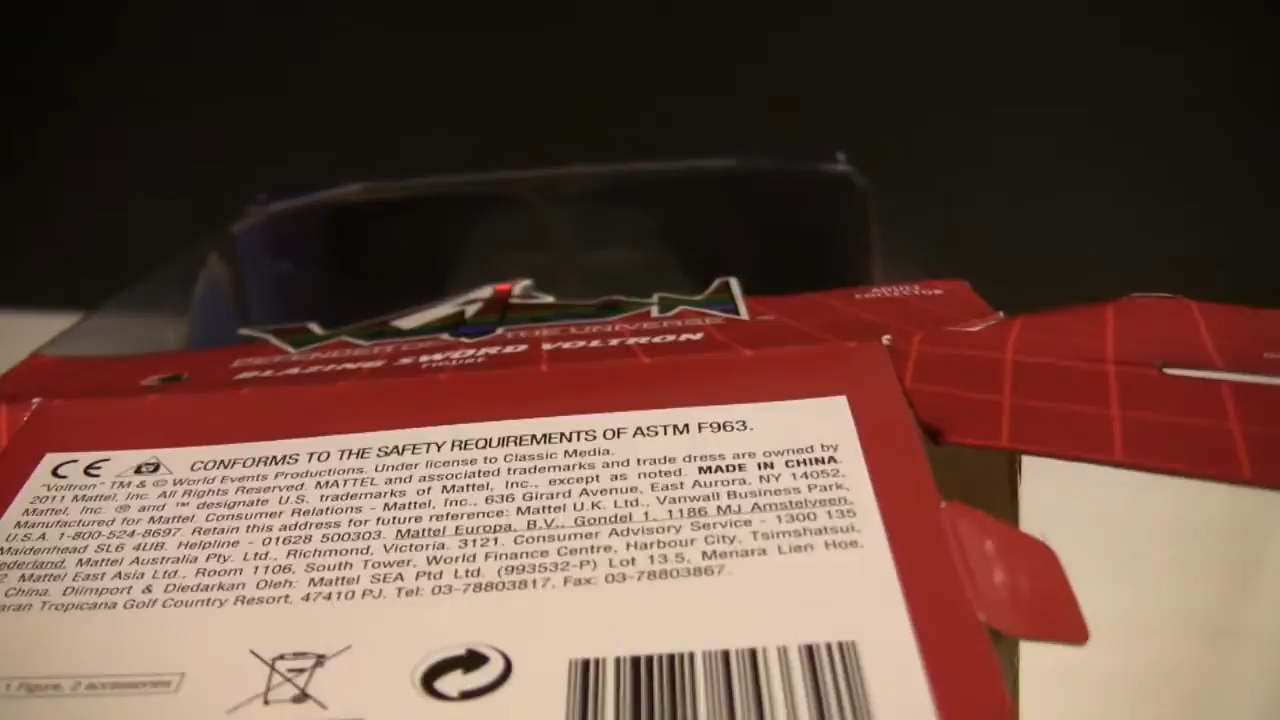 ADULT
COLLECTOR
DEFENDER OF THE UNIVERSE
BLAZING SWORD VOLTRON
FIGURE
CE CONFORMS TO THE SAFETY REQUIREMENTS OF ASTM F963.
"Voltron" TM & © World Events Productions. Under license to Classic Media.
2011 Mattel, Inc. All Rights Reserved. MATTEL and associated trademarks and trade dress are owned by
Mattel, Inc. ® and ™ designate U.S. trademarks of Mattel, Inc., except as noted. MADE IN CHINA.
Manufactured for Mattel. Consumer Relations - Mattel, Inc., 636 Girard Avenue, East Aurora, NY 14052,
U.S.A. 1-800-524-8697. Retain this address for future reference: Mattel U.K. Ltd., Vanwall Business Park,
Maidenhead SL6 4UB. Helpline - 01628 500303. Mattel Europa, B.V., Gondel 1, 1186 MJ Amstelveen,
ederland. Mattel Australia Pty. Ltd., Richmond, Victoria. 3121. Consumer Advisory Service - 1300 135
2. Mattel East Asia Ltd., Room 1106, South Tower, World Finance Centre, Harbour City, Tsimshatsui,
China. Diimport & Diedarkan Oleh: Mattel SEA Ptd Ltd. (993532-P) Lot 13.5, Menara Lien Hoe,
aran Tropicana Golf Country Resort, 47410 PJ. Tel: 03-78803817, Fax: 03-78803867.
1 Figure, 2 accessories